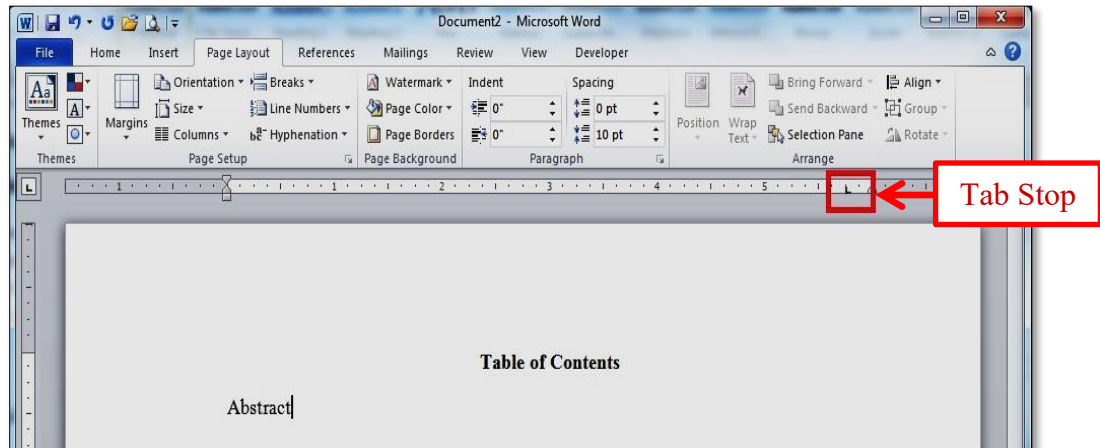 Document2 - Microsoft Word
File Home Insert Page Layout References Mailings Review View Developer
Themes
Margins
Orientation
Size
Columns
Breaks
Line Numbers
Hyphenation
Watermark
Page Color
Page Borders
Indent
0"
0"
Spacing
0 pt
10 pt
Position
Wrap Text
Bring Forward
Send Backward
Selection Pane
Align
Group
Rotate
Themes Page Setup Page Background Paragraph Arrange
1 1 2 3 4 5
Tab Stop
Table of Contents
Abstract